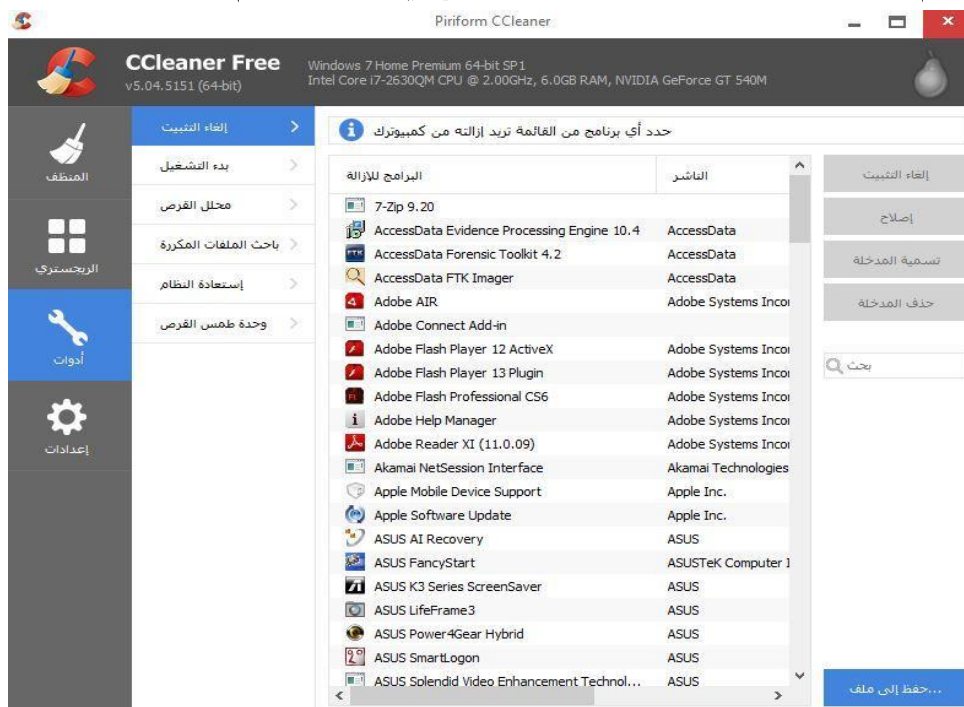 Piriform CCleaner
CCleaner Free
v5.04.5151 (64-bit)
Windows 7 Home Premium 64-bit SP1
Intel Core i7-2630QM CPU @ 2.00GHz, 6.0GB RAM, NVIDIA GeForce GT 540M
المنظف
الريجستري
أدوات
إعدادات
إلغاء التثبيت
بدء التشغيل
محلل القرص
باحث الملفات المكررة
إستعادة النظام
وحدة طمس القرص
حدد أي برنامج من القائمة تريد إزالته من كمبيوترك
البرامج للإزالة الناشر
7-Zip 9.20
AccessData Evidence Processing Engine 10.4 AccessData
AccessData Forensic Toolkit 4.2 AccessData
AccessData FTK Imager AccessData
Adobe AIR Adobe Systems Incor
Adobe Connect Add-in
Adobe Flash Player 12 ActiveX Adobe Systems Incor
Adobe Flash Player 13 Plugin Adobe Systems Incor
Adobe Flash Professional CS6 Adobe Systems Incor
Adobe Help Manager Adobe Systems Incor
Adobe Reader XI (11.0.09) Adobe Systems Incor
Akamai NetSession Interface Akamai Technologies
Apple Mobile Device Support Apple Inc.
Apple Software Update Apple Inc.
ASUS AI Recovery ASUS
ASUS FancyStart ASUSTeK Computer I
ASUS K3 Series ScreenSaver ASUS
ASUS LifeFrame3 ASUS
ASUS Power4Gear Hybrid ASUS
ASUS SmartLogon ASUS
ASUS Splendid Video Enhancement Technol... ASUS
إلغاء التثبيت
إصلاح
تسمية المدخلة
حذف المدخلة
بحث
حفظ إلى ملف...